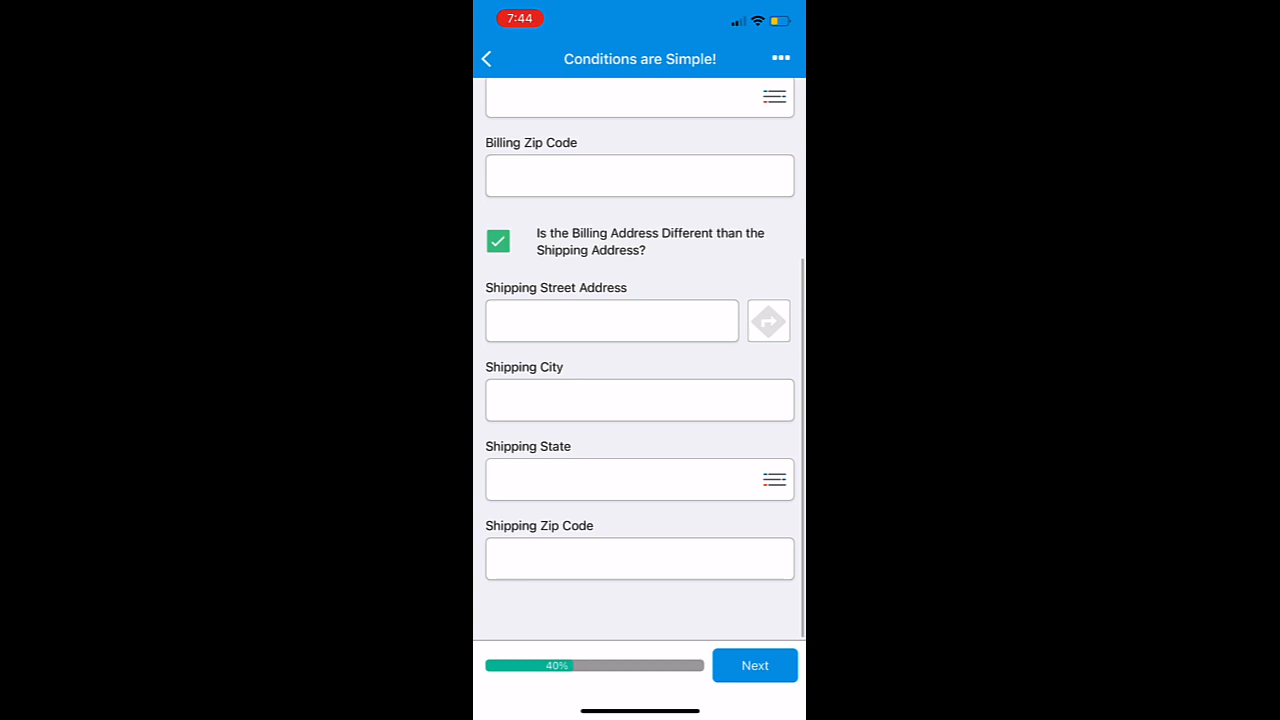 7:44
Conditions are Simple!
Billing Zip Code
Is the Billing Address Different than the
Shipping Address?
Shipping Street Address
Shipping City
Shipping State
Shipping Zip Code
40%
Next